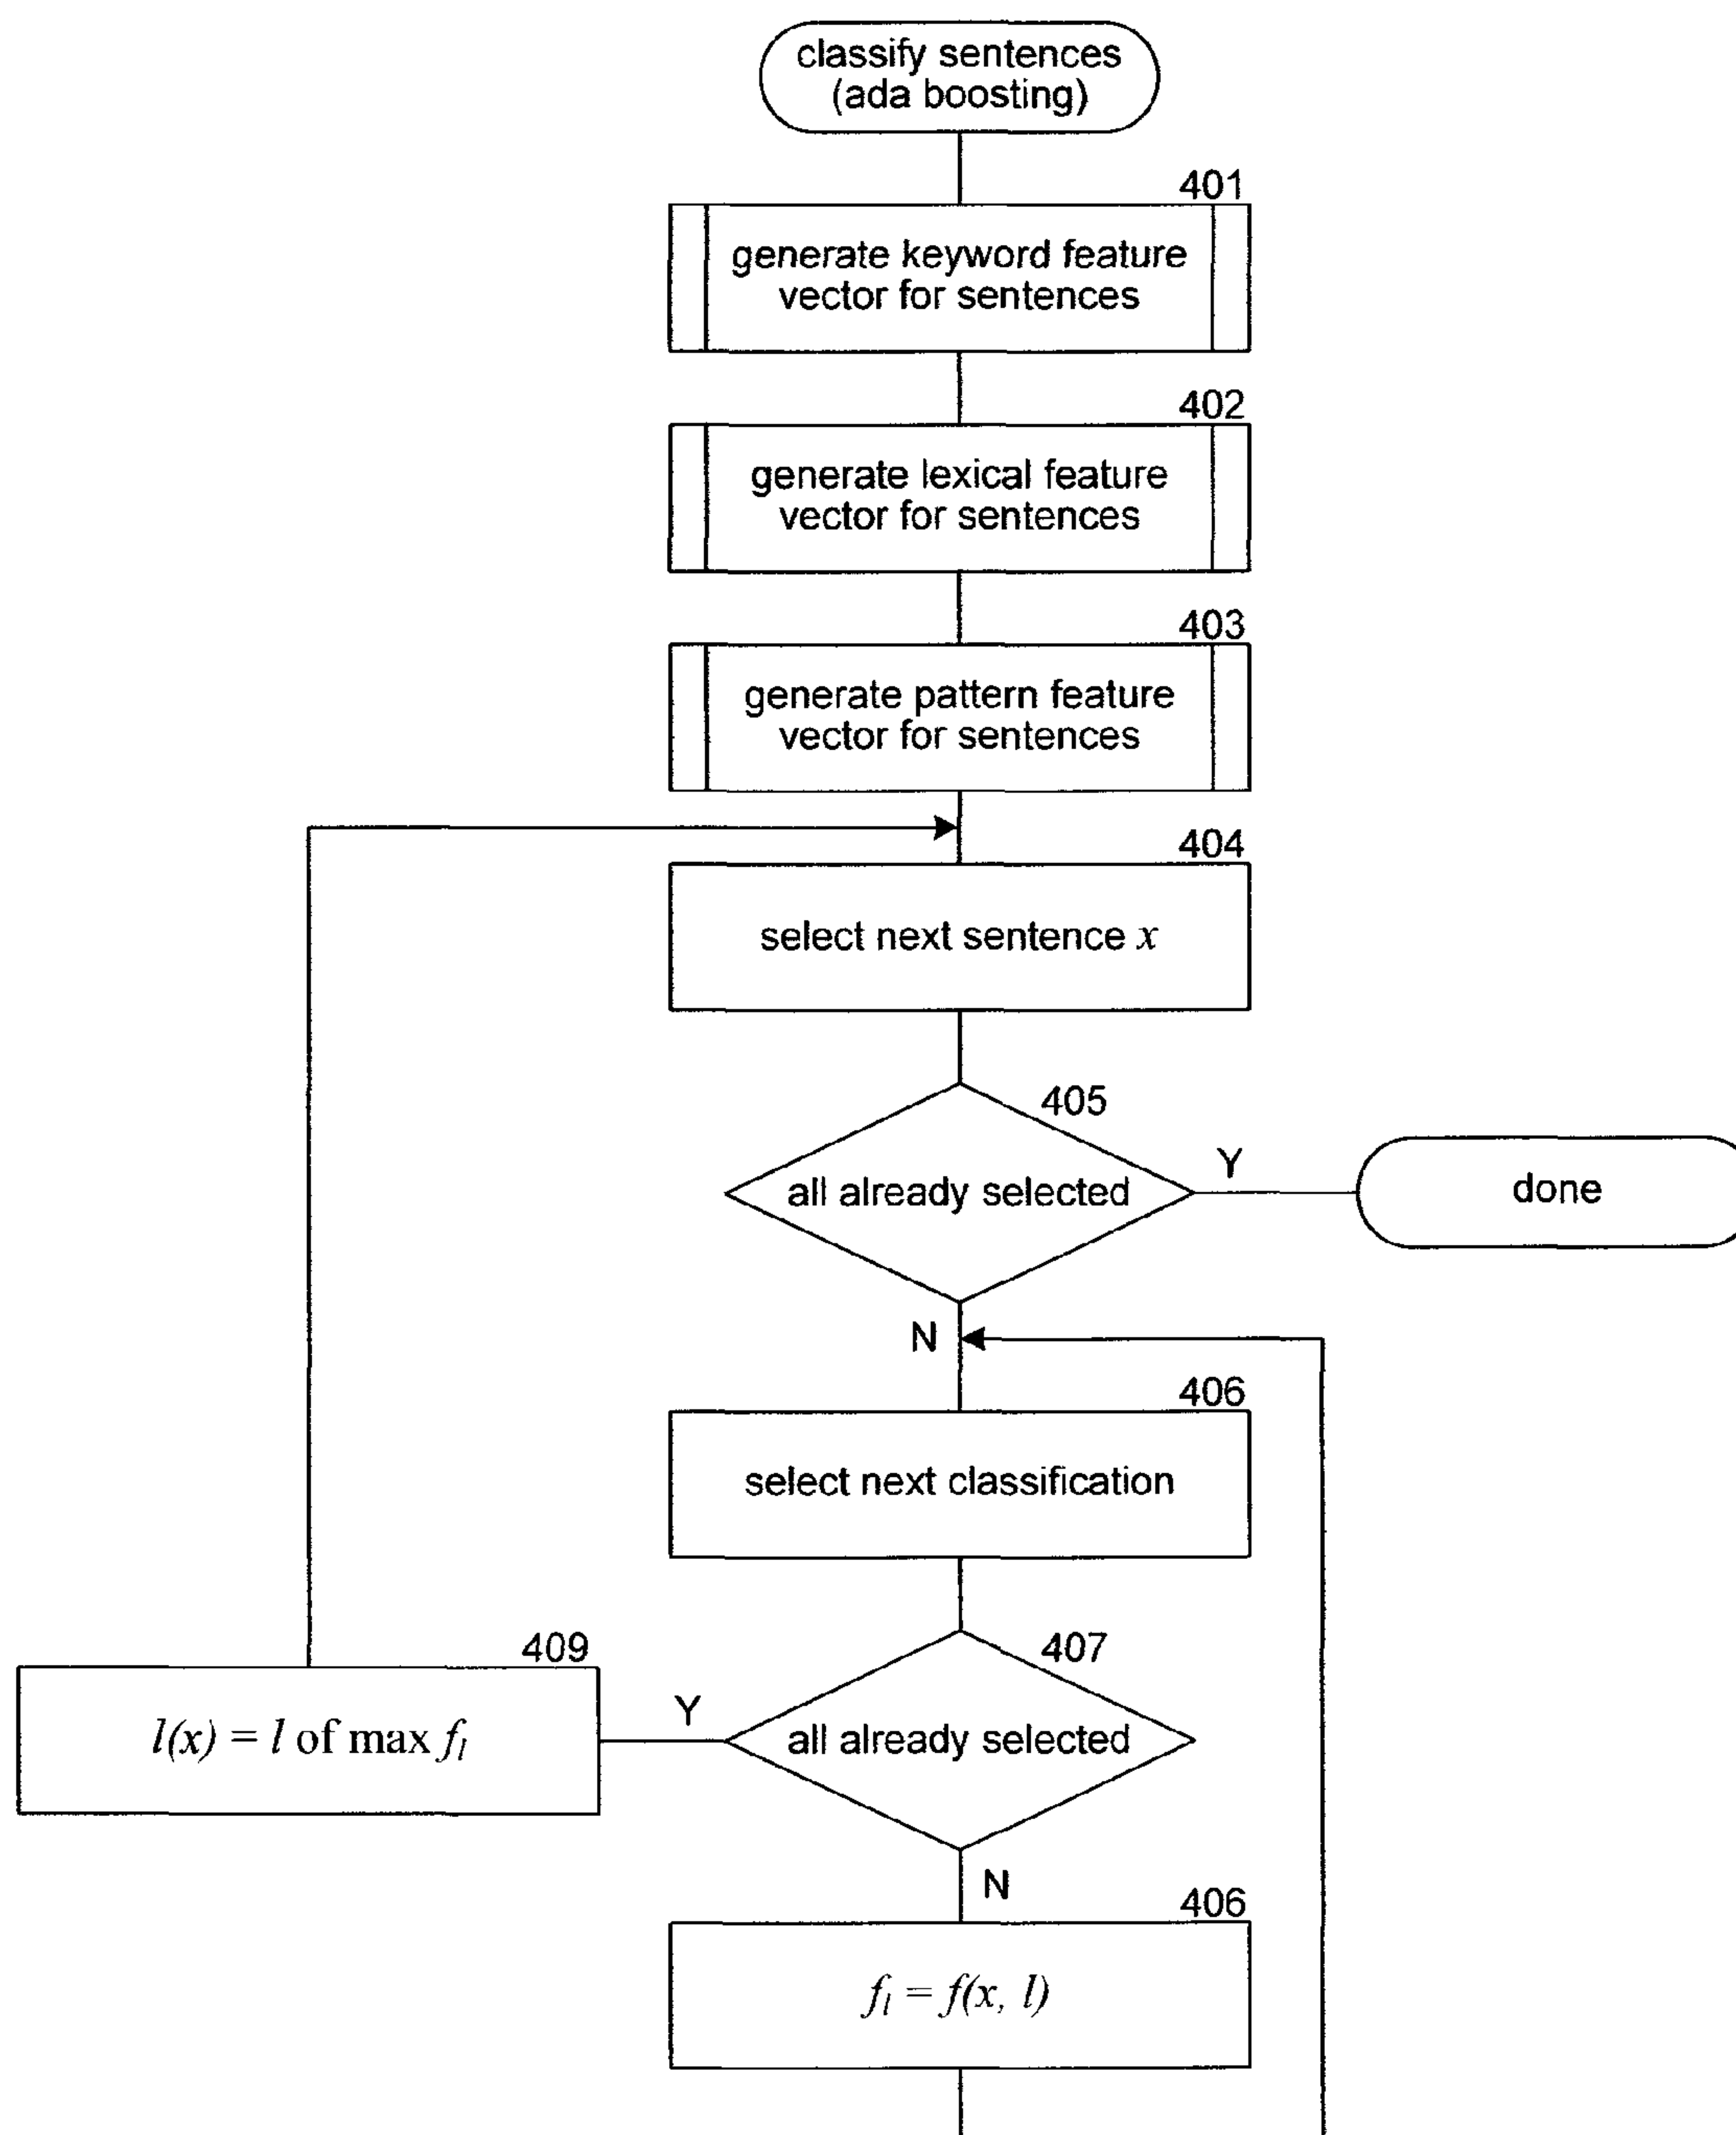 classify sentences
(ada boosting)
401
generate keyword feature
vector for sentences
402
generate lexical feature
vector for sentences
403
generate pattern feature
vector for sentences
404
select next sentence x
405
all already selected
Y
done
N
406
select next classification
407
all already selected
Y
409
l(x) = l of max fₗ
N
406
fₗ = f(x, l)